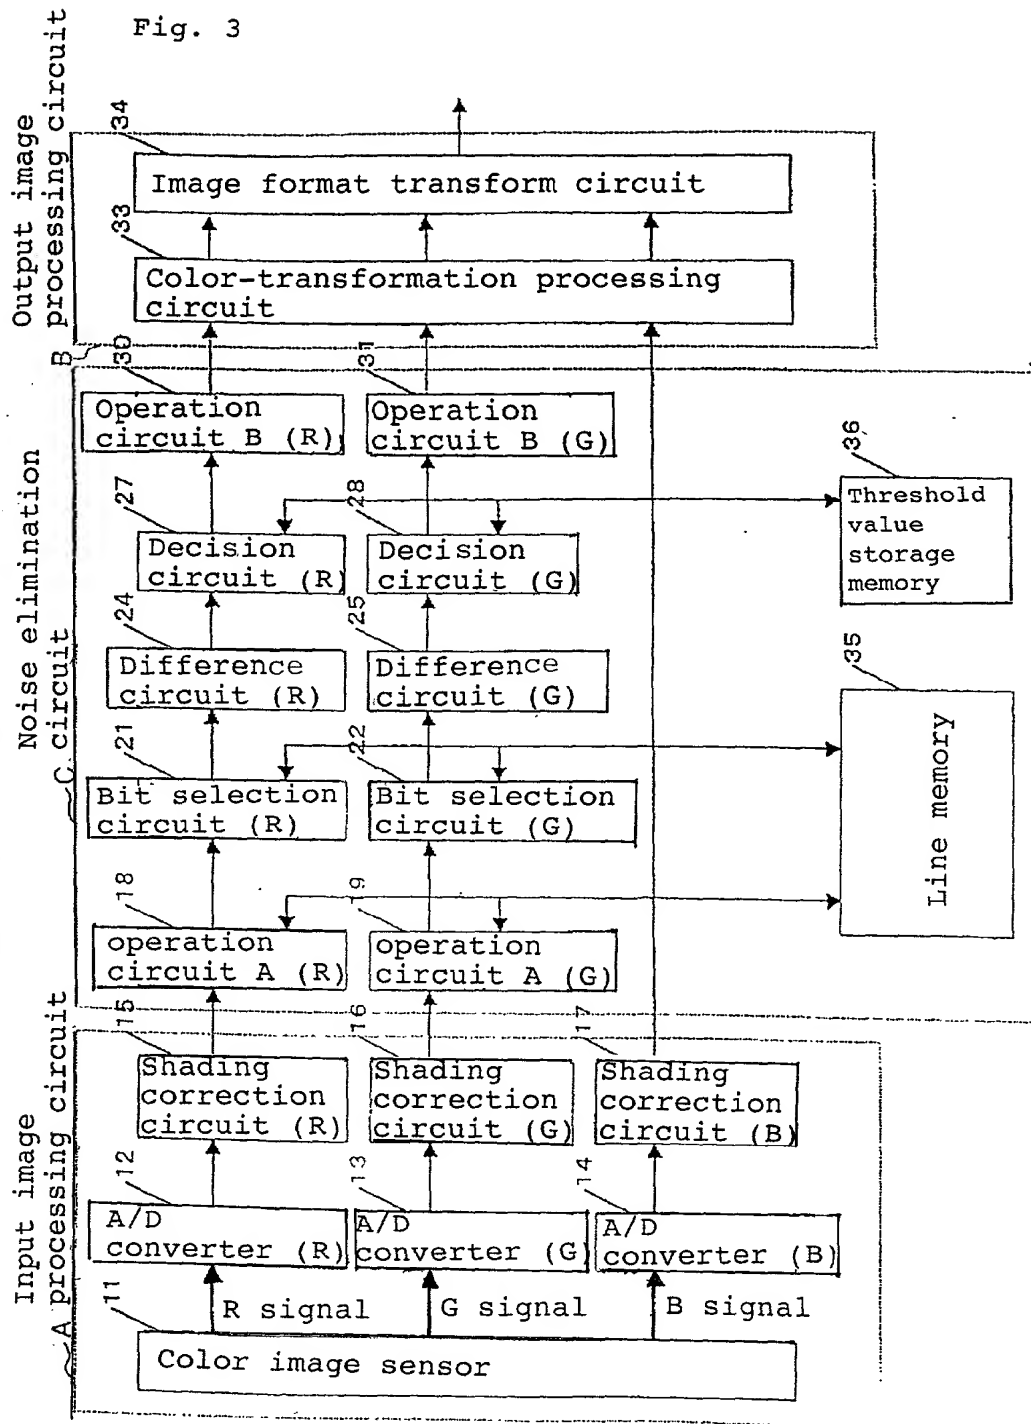 Fig. 3
Output image
processing circuit
B
34
Image format transform circuit
33
Color-transformation processing
circuit
Noise elimination
circuit
C
30
Operation
circuit B (R)
31
Operation
circuit B (G)
27
Decision
circuit (R)
28
Decision
circuit (G)
36
Threshold
value
storage
memory
24
Difference
circuit (R)
25
Difference
circuit (G)
21
Bit selection
circuit (R)
22
Bit selection
circuit (G)
35
Line memory
18
operation
circuit A (R)
19
operation
circuit A (G)
Input image
processing circuit
A
15
Shading
correction
circuit (R)
16
Shading
correction
circuit (G)
17
Shading
correction
circuit (B)
12
A/D
converter (R)
13
A/D
converter (G)
14
A/D
converter (B)
R signal
G signal
B signal
11
Color image sensor